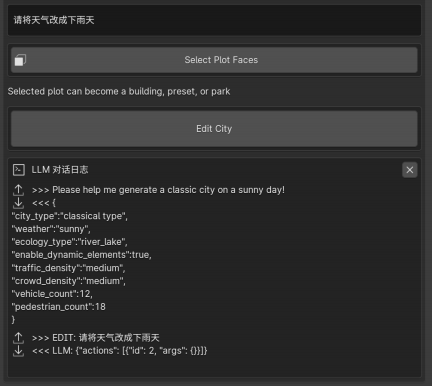 请将天气改成下雨天
Select Plot Faces
Selected plot can become a building, preset, or park
Edit City
LLM 对话日志
>>> Please help me generate a classic city on a sunny day!
<<< {
"city_type":"classical type",
"weather":"sunny",
"ecology_type":"river_lake",
"enable_dynamic_elements":true,
"traffic_density":"medium",
"crowd_density":"medium",
"vehicle_count":12,
"pedestrian_count":18
}
>>> EDIT: 请将天气改成下雨天
<<< LLM: {"actions": [{"id": 2, "args": {}}]}